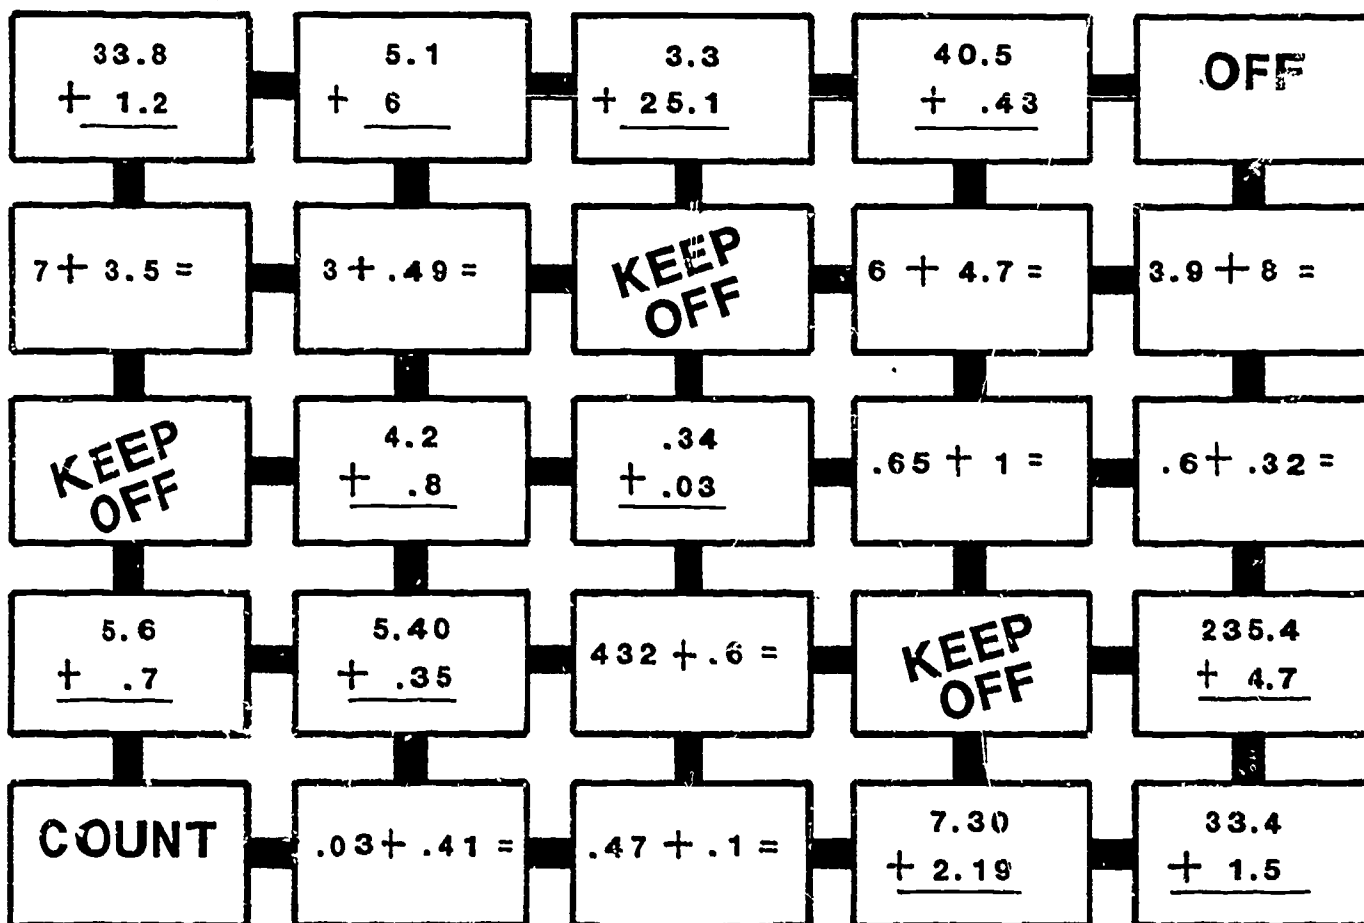 33.8
+ 1.2
5.1
+ 6
3.3
+ 25.1
40.5
+ .43
OFF
7 + 3.5 =
3 + .49 =
KEEP
OFF
6 + 4.7 =
3.9 + 8 =
KEEP
OFF
4.2
+ .8
.34
+ .03
.65 + 1 =
.6 + .32 =
5.6
+ .7
5.40
+ .35
432 + .6 =
KEEP
OFF
235.4
+ 4.7
COUNT
.03 + .41 =
.47 + .1 =
7.30
+ 2.19
33.4
+ 1.5